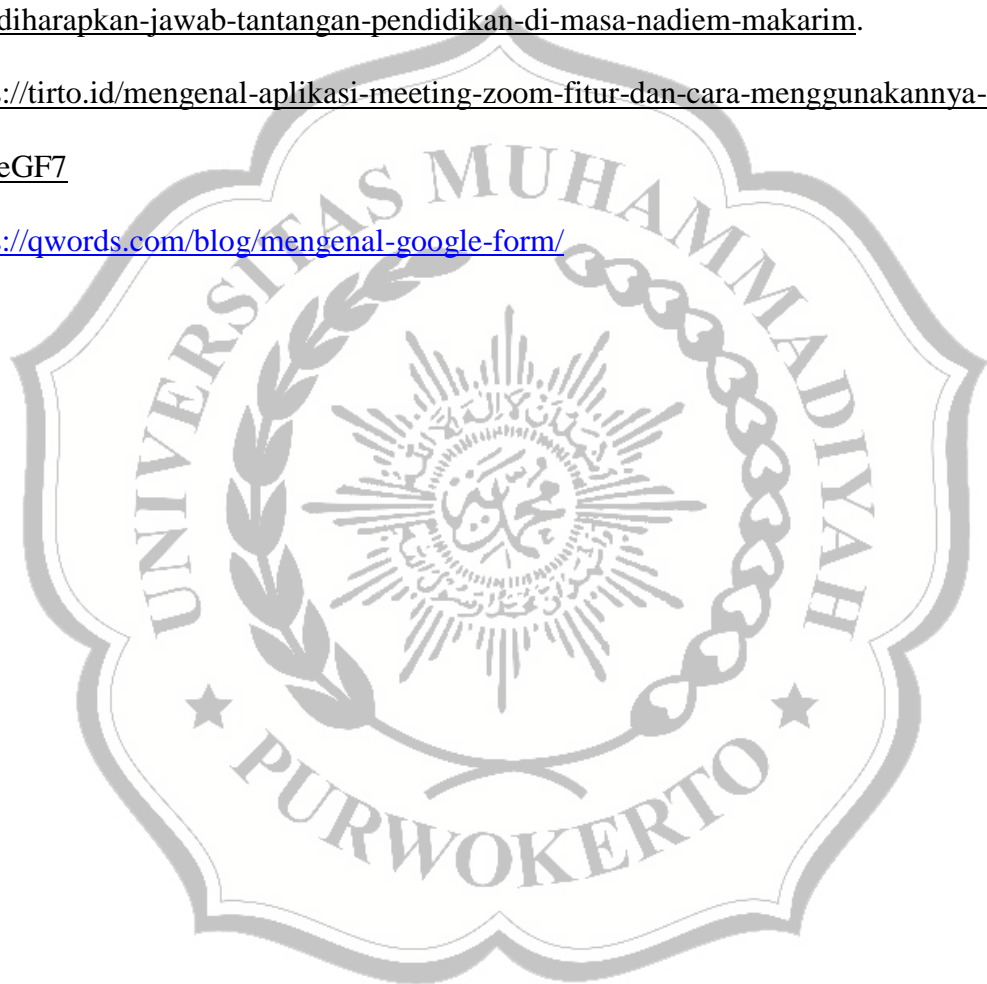 diharapkan-jawab-tantangan-pendidikan-di-masa-nadiem-makarim.
://tirto.id/mengenal-aplikasi-meeting-zoom-fitur-dan-cara-menggunakannya-
eGF7
://qwords.com/blog/mengenal-google-form/
UNIVERSITAS MUHAMMADIYAH
PURWOKERTO